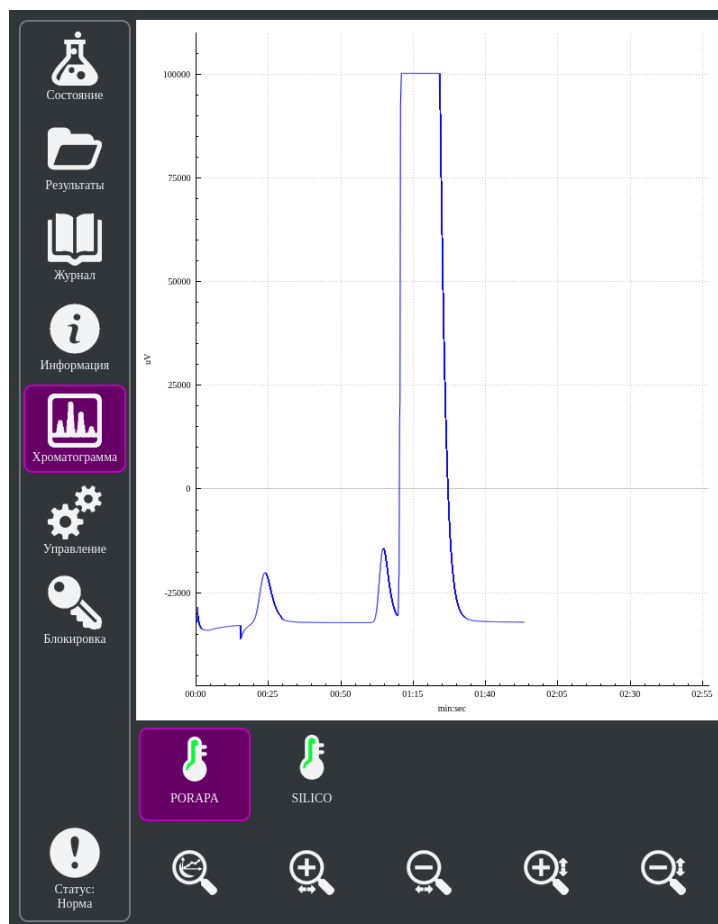 Состояние
Результаты
Журнал
Информация
Хроматограмма
Управление
Блокировка
Статус:
Норма
100000
75000
50000
25000
0
-25000
uV
00:00 00:25 00:50 01:15 01:40 02:05 02:30 02:55
min:sec
PORAPA SILICO